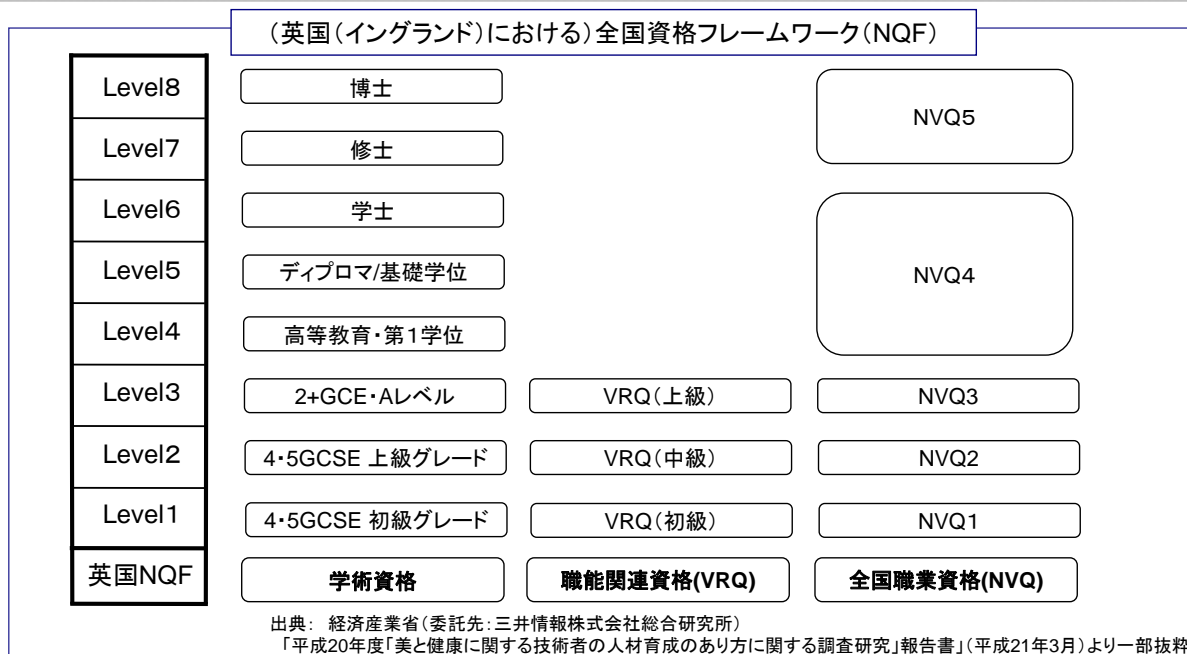 (英国(イングランド)における)全国資格フレームワーク(NQF)
Level8 博士 NVQ5
Level7 修士
Level6 学士
Level5 ディプロマ/基礎学位 NVQ4
Level4 高等教育・第1学位
Level3 2+GCE・Aレベル VRQ(上級) NVQ3
Level2 4・5GCSE 上級グレード VRQ(中級) NVQ2
Level1 4・5GCSE 初級グレード VRQ(初級) NVQ1
英国NQF 学術資格 職能関連資格(VRQ) 全国職業資格(NVQ)
出典: 経済産業省(委託先:三井情報株式会社総合研究所)
「平成20年度「美と健康に関する技術者の人材育成のあり方に関する調査研究」報告書」(平成21年3月)より一部抜粋